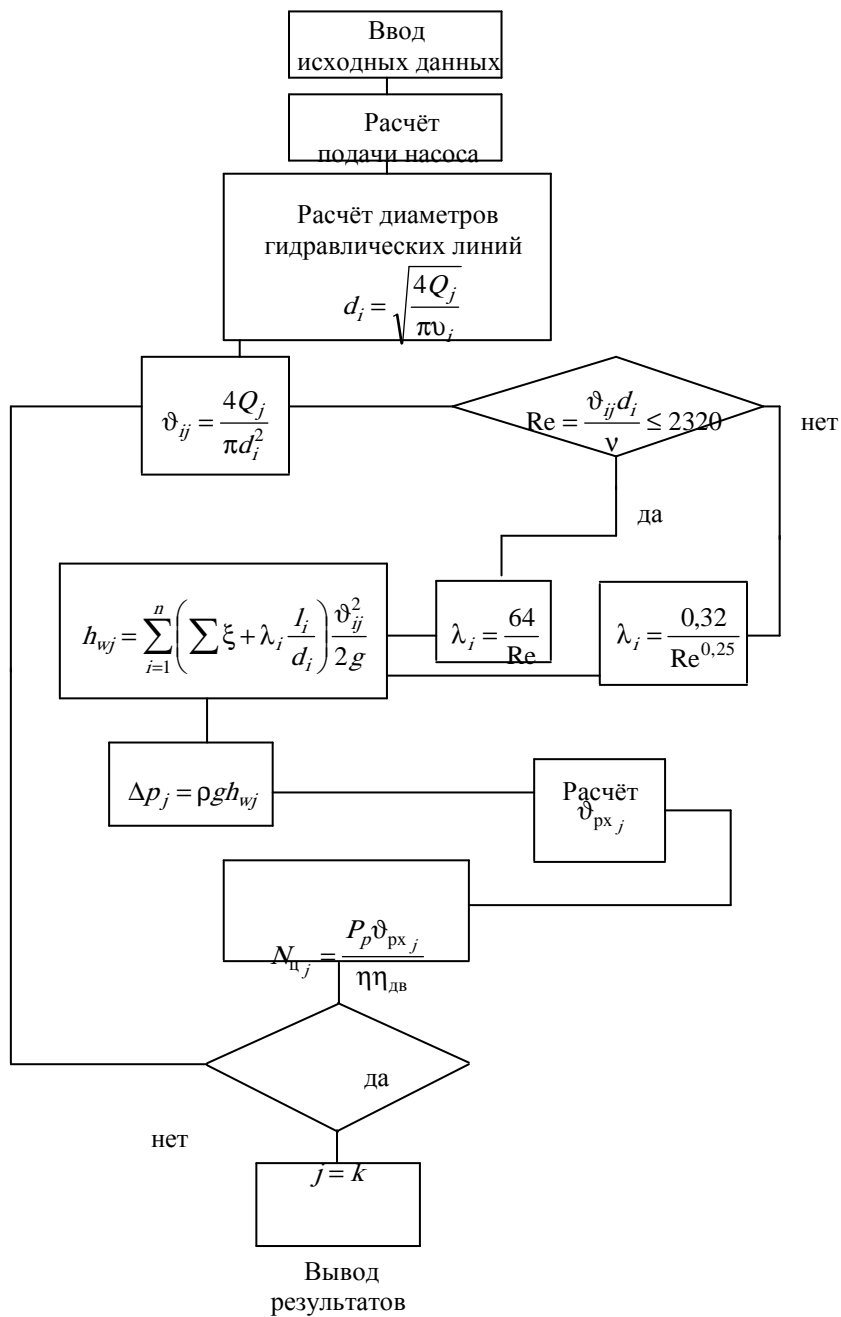 Ввод
исходных данных
Расчёт
подачи насоса
Расчёт диаметров
гидравлических линий
d_i = √(4Q_j / πυ_i)
ϑ_ij = 4Q_j / πd_i²
Re = ϑ_ij d_i / ν ≤ 2320
нет
да
h_wj = ∑_{i=1}^{n} (∑ξ + λ_i l_i / d_i) ϑ_ij² / 2g
λ_i = 64 / Re
λ_i = 0,32 / Re^0,25
Δp_j = ρgh_wj
Расчёт
ϑ_рх j
N_ц j = P_p ϑ_рх j / ηη_дв
да
нет
j = k
Вывод
результатов